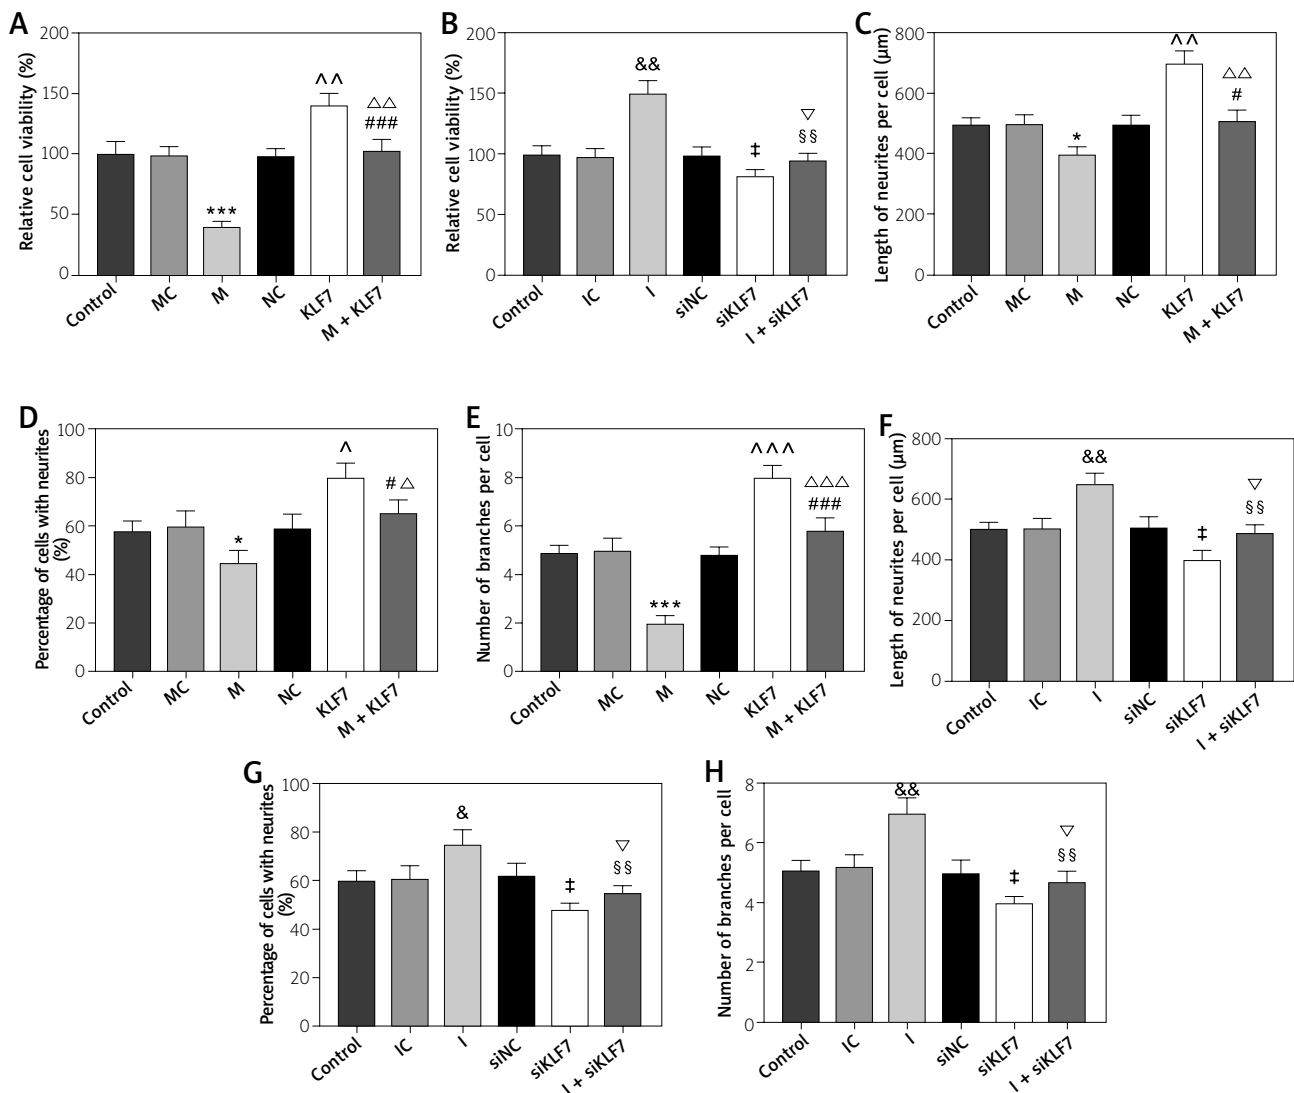 A
Relative cell viability (%)
200
150
100
50
0
^^
△△
###
***
Control
MC
M
NC
KLF7
M + KLF7
B
Relative cell viability (%)
200
150
100
50
0
&&
▽
§§
‡
Control
IC
I
siNC
siKLF7
I + siKLF7
C
Length of neurites per cell (µm)
800
600
400
200
0
^^
△△
#
*
Control
MC
M
NC
KLF7
M + KLF7
D
Percentage of cells with neurites
(%)
100
80
60
40
20
0
^
# △
*
Control
MC
M
NC
KLF7
M + KLF7
E
Number of branches per cell
10
8
6
4
2
0
^^^
△△△
###
***
Control
MC
M
NC
KLF7
M + KLF7
F
Length of neurites per cell (µm)
800
600
400
200
0
&&
▽
§§
‡
Control
IC
I
siNC
siKLF7
I + siKLF7
G
Percentage of cells with neurites
(%)
100
80
60
40
20
0
&
▽
§§
‡
Control
IC
I
siNC
siKLF7
I + siKLF7
H
Number of branches per cell
8
6
4
2
0
&&
▽
§§
‡
Control
IC
I
siNC
siKLF7
I + siKLF7